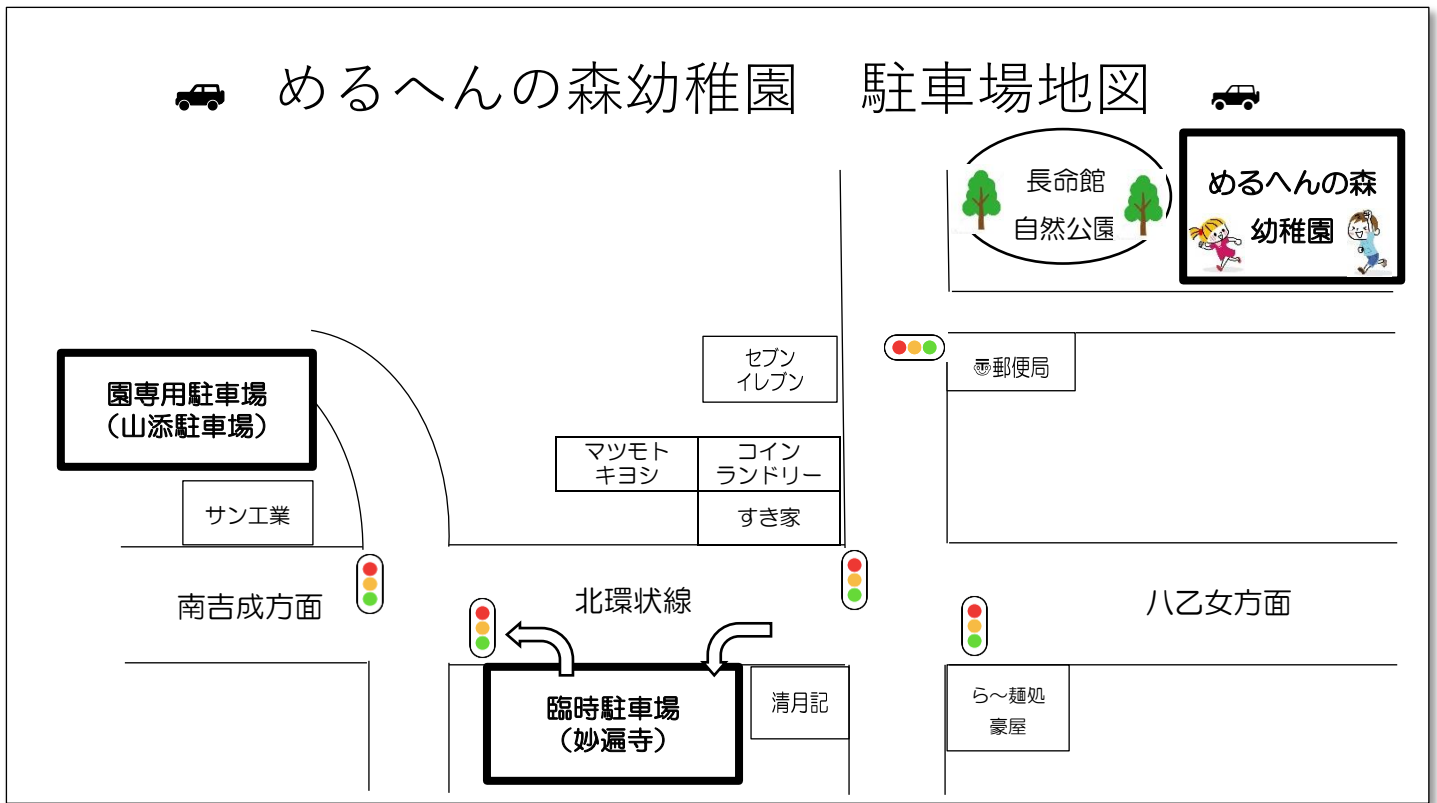 めるへんの森幼稚園　駐車場地図
長命館
自然公園
めるへんの森
幼稚園
セブン
イレブン
〠郵便局
園専用駐車場
（山添駐車場）
マツモト
キヨシ
コイン
ランドリー
サン工業
すき家
南吉成方面
北環状線
八乙女方面
臨時駐車場
（妙遍寺）
清月記
ら～麺処
豪屋